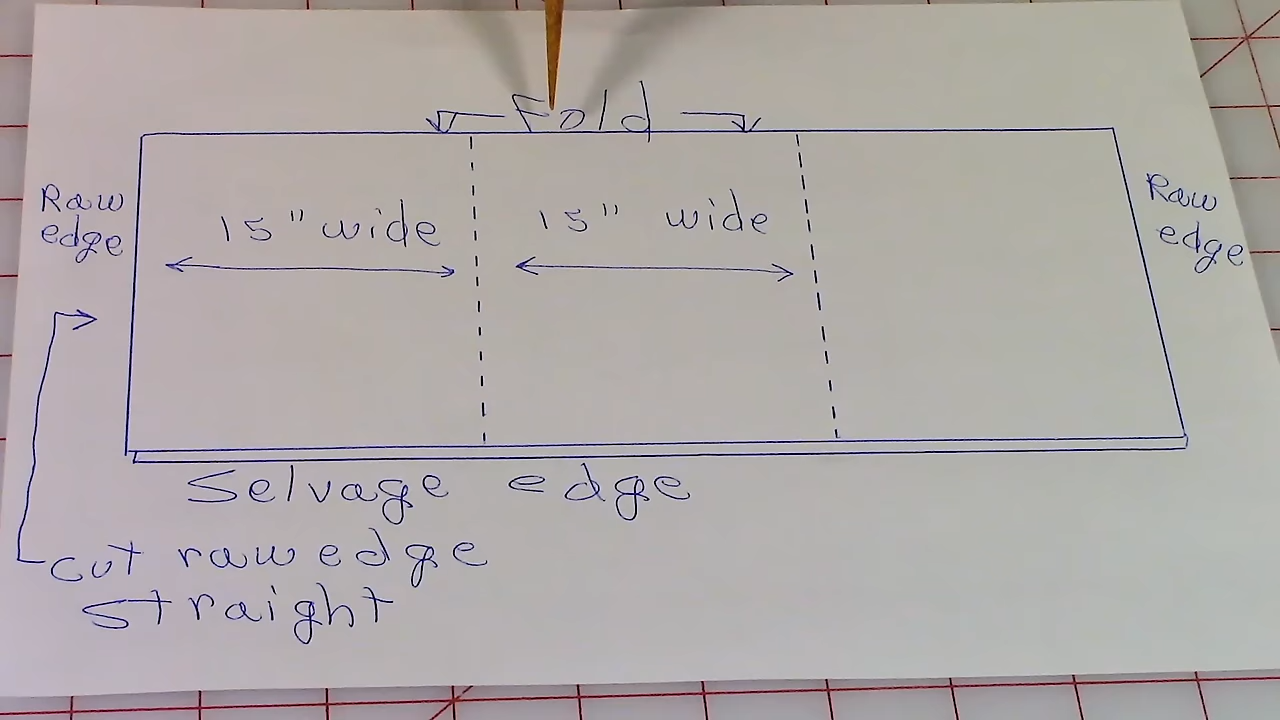 Fold
Raw
edge
15" wide
15" wide
Raw
edge
Selvage edge
cut raw edge
straight